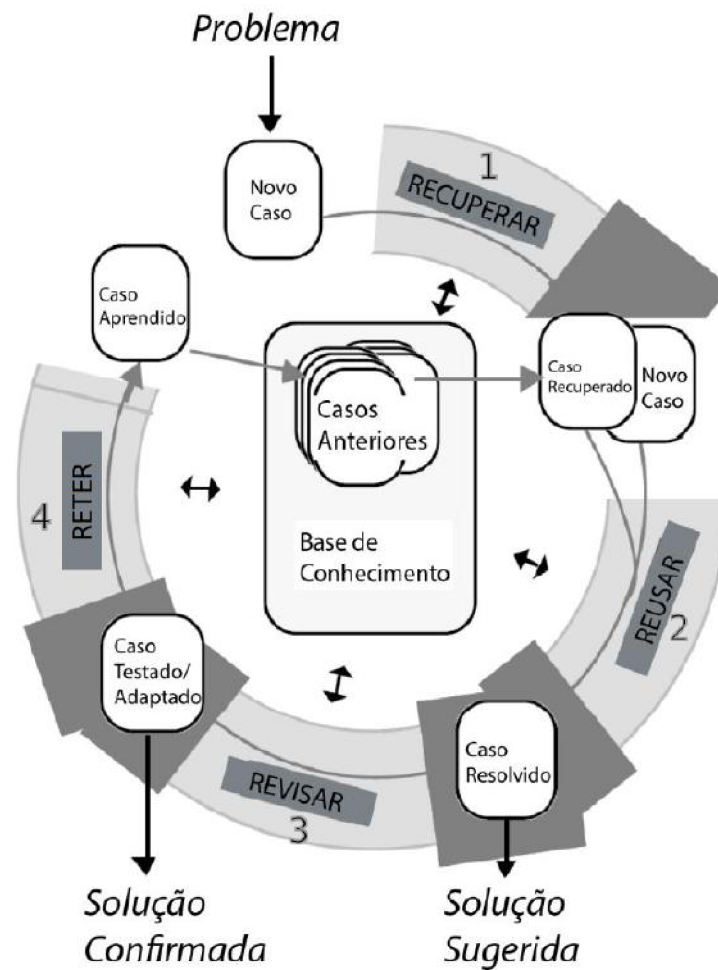 Problema
Novo
Caso
1
RECUPERAR
Caso
Aprendido
Caso
Recuperado
Novo
Caso
Casos
Anteriores
Base de
Conhecimento
4
RETER
REUSAR
2
Caso
Testado/
Adaptado
Caso
Resolvido
REVISAR
3
Solução
Confirmada
Solução
Sugerida